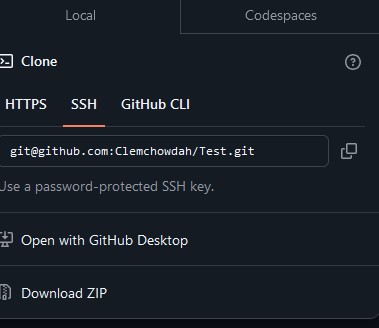 Local Codespaces
Clone
HTTPS SSH GitHub CLI
git@github.com:Clemchowdah/Test.git
Use a password-protected SSH key.
Open with GitHub Desktop
Download ZIP